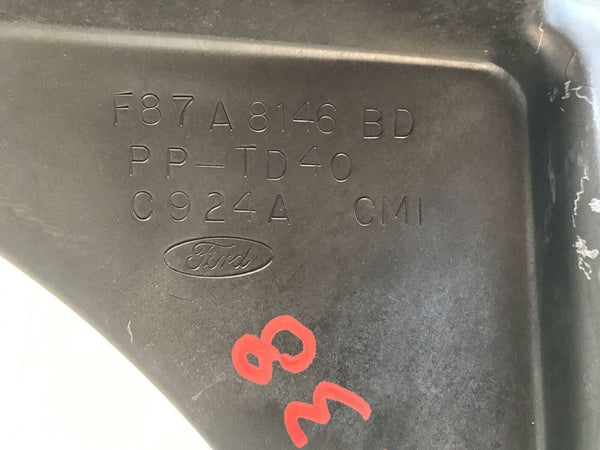 F87A 8146 BD
PP-TD40
C924A CMI
Ford
38